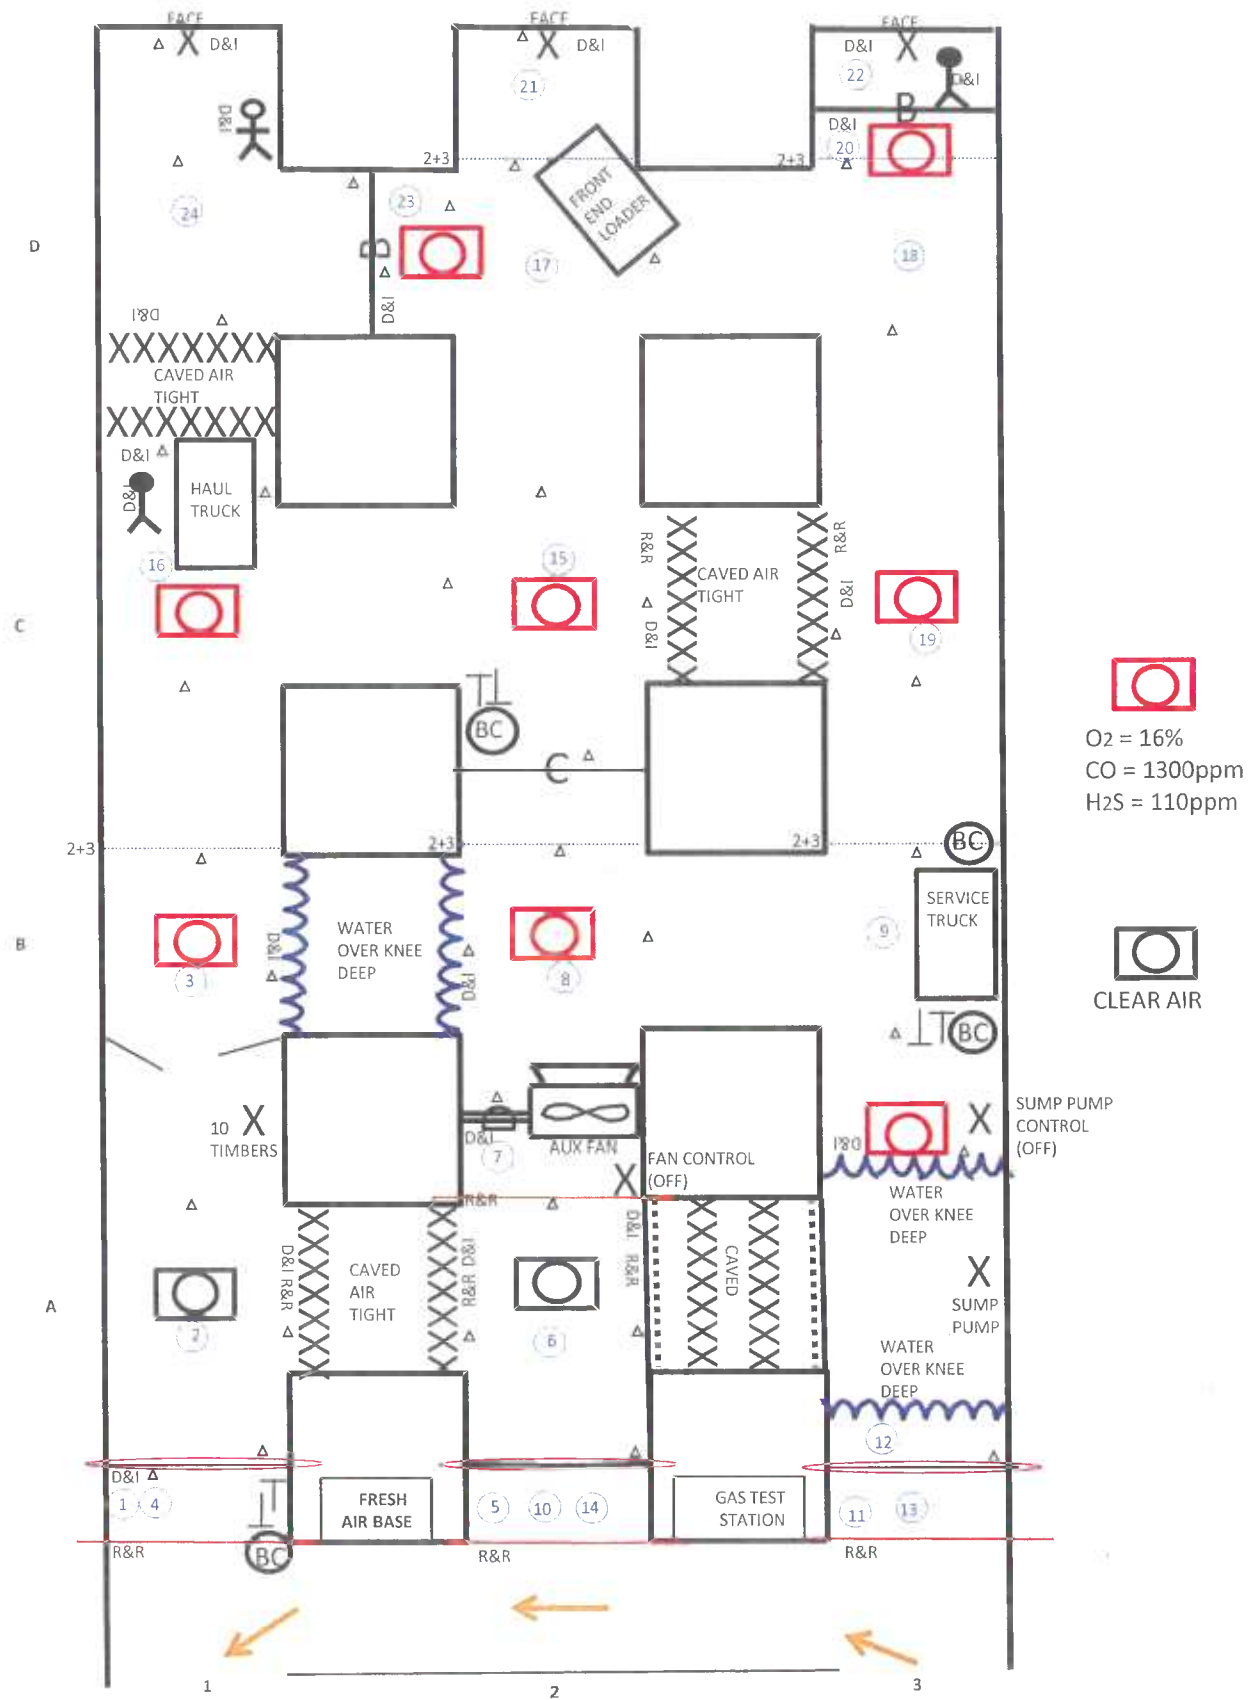 FACE
FACE
FACE
X D&I
X D&I
D&I X
21
22
D&I
D&I
B
D&I
20
2+3
2+3
24
23
FRONT
END
LOADER
D
B
17
18
D&I
D&I
XXXXXXX
CAVED AIR
TIGHT
XXXXXXX
D&I
D&I
HAUL
TRUCK
16
15
R&R
R&R
CAVED AIR
TIGHT
D&I
D&I
C
19
BC
C
O2 = 16%
CO = 1300ppm
H2S = 110ppm
2+3
2+3
2+3
BC
B
D&I
WATER
OVER KNEE
DEEP
D&I
3
8
9
SERVICE
TRUCK
CLEAR AIR
BC
10 X
TIMBERS
D&I
7
AUX FAN
X
FAN CONTROL
(OFF)
D&I
X
SUMP PUMP
CONTROL
(OFF)
R&R
WATER
OVER KNEE
DEEP
A
D&I R&R
CAVED
AIR
TIGHT
R&R D&I
D&I R&R
CAVED
X
SUMP
PUMP
2
6
WATER
OVER KNEE
DEEP
12
D&I
1
4
FRESH
AIR BASE
5
10
14
GAS TEST
STATION
11
13
R&R
BC
R&R
R&R
1
2
3